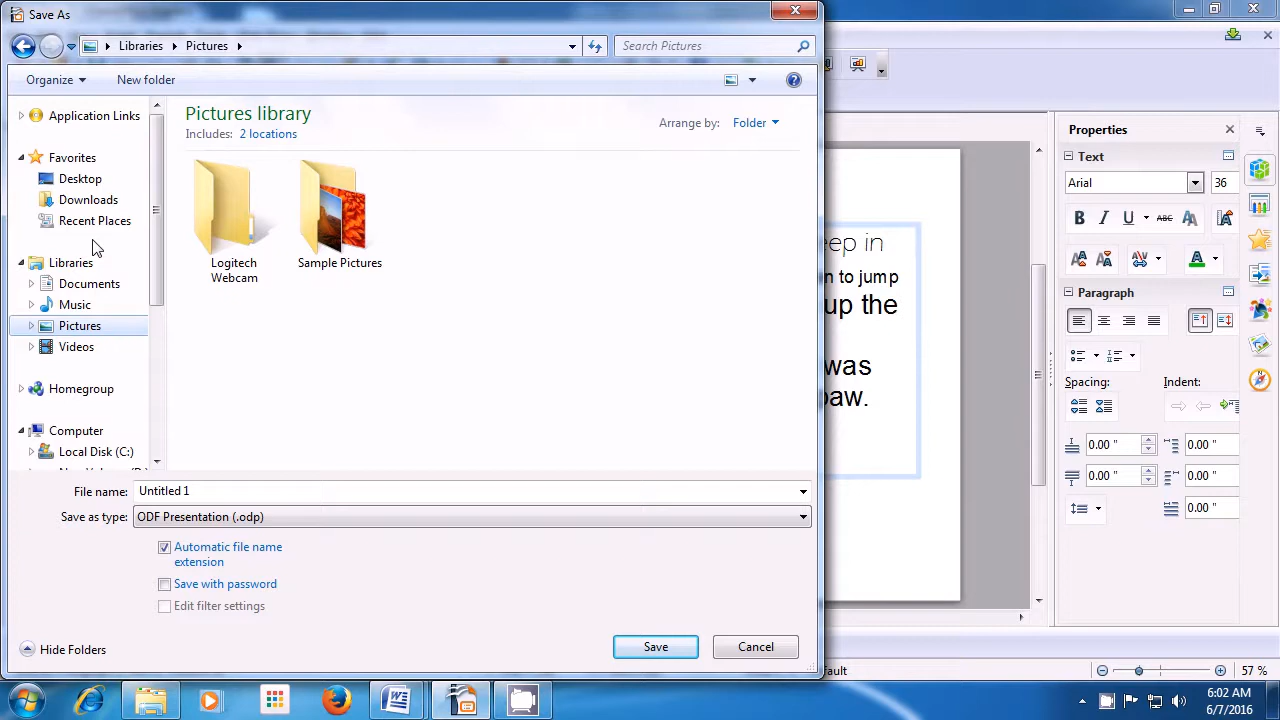 Save As
Libraries
Pictures
Search Pictures
Organize
New folder
Application Links
Favorites
Desktop
Downloads
Recent Places
Libraries
Documents
Music
Pictures
Videos
Homegroup
Computer
Local Disk (C:)
Pictures library
Includes: 2 locations
Arrange by: Folder
Logitech
Webcam
Sample Pictures
File name: Untitled 1
Save as type: ODF Presentation (.odp)
Automatic file name
extension
Save with password
Edit filter settings
Hide Folders
Save
Cancel
eep in
n to jump
up the
was
paw.
Properties
Text
Arial
36
B I U ABC A
Paragraph
Spacing:
Indent:
0.00 "
0.00 "
0.00 "
0.00 "
0.00 "
fault
57 %
6:02 AM
6/7/2016